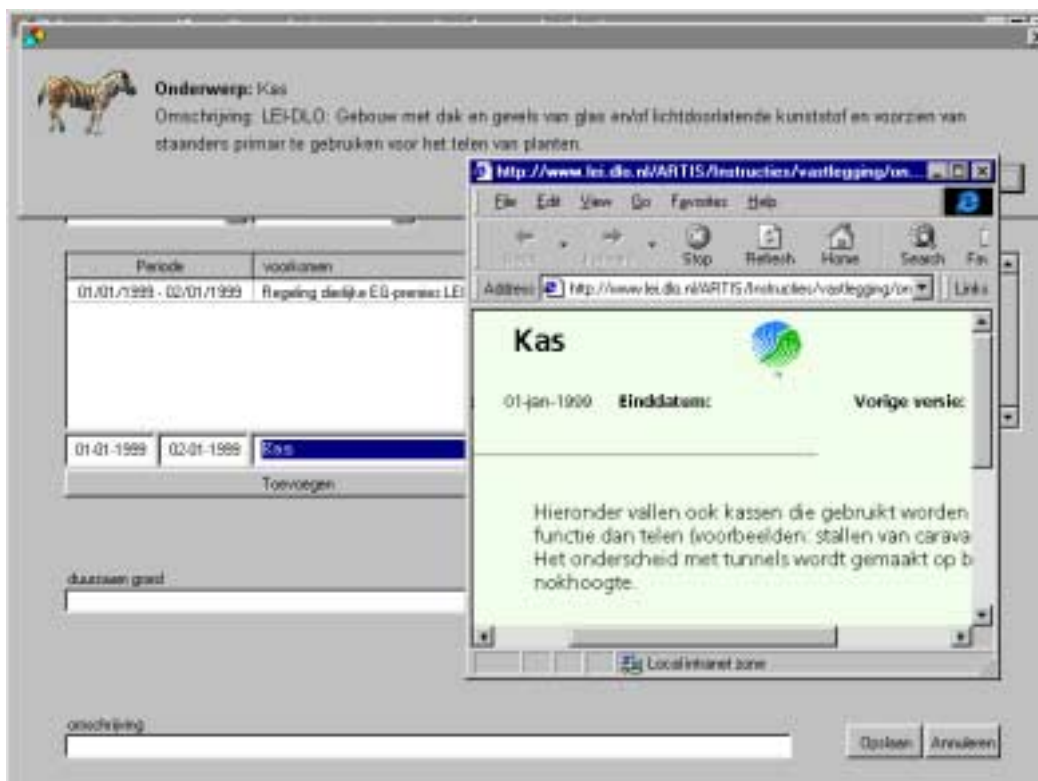 Onderwerp: Kas
Omschrijving: LEI-DLO: Gebouw met dak en gevels van glas en/of lichtdoorlatende kunststof en voorzien van
staanders primair te gebruiken voor het telen van planten.
http://www.lei.dlo.nl/ARTIS/Instructies/vastlegging/on...
File Edit View Go Favorites Help
Stop Refresh Home Search Fav
Address http://www.lei.dlo.nl/ARTIS/Instructies/vastlegging/on Links
Periode voorkomen
01/01/1999 - 02/01/1999 Regeling dierlijke EG-premies LEI
Kas
01-jan-1999 Einddatum: Vorige versie:
01-01-1999 02-01-1999 Kas
Toevoegen
Hieronder vallen ook kassen die gebruikt worden
functie dan telen (voorbeelden: stallen van carava
Het onderscheid met tunnels wordt gemaakt op b
nokhoogte.
duurzaam goed
Local intranet zone
omschrijving
Opslaan Annuleren